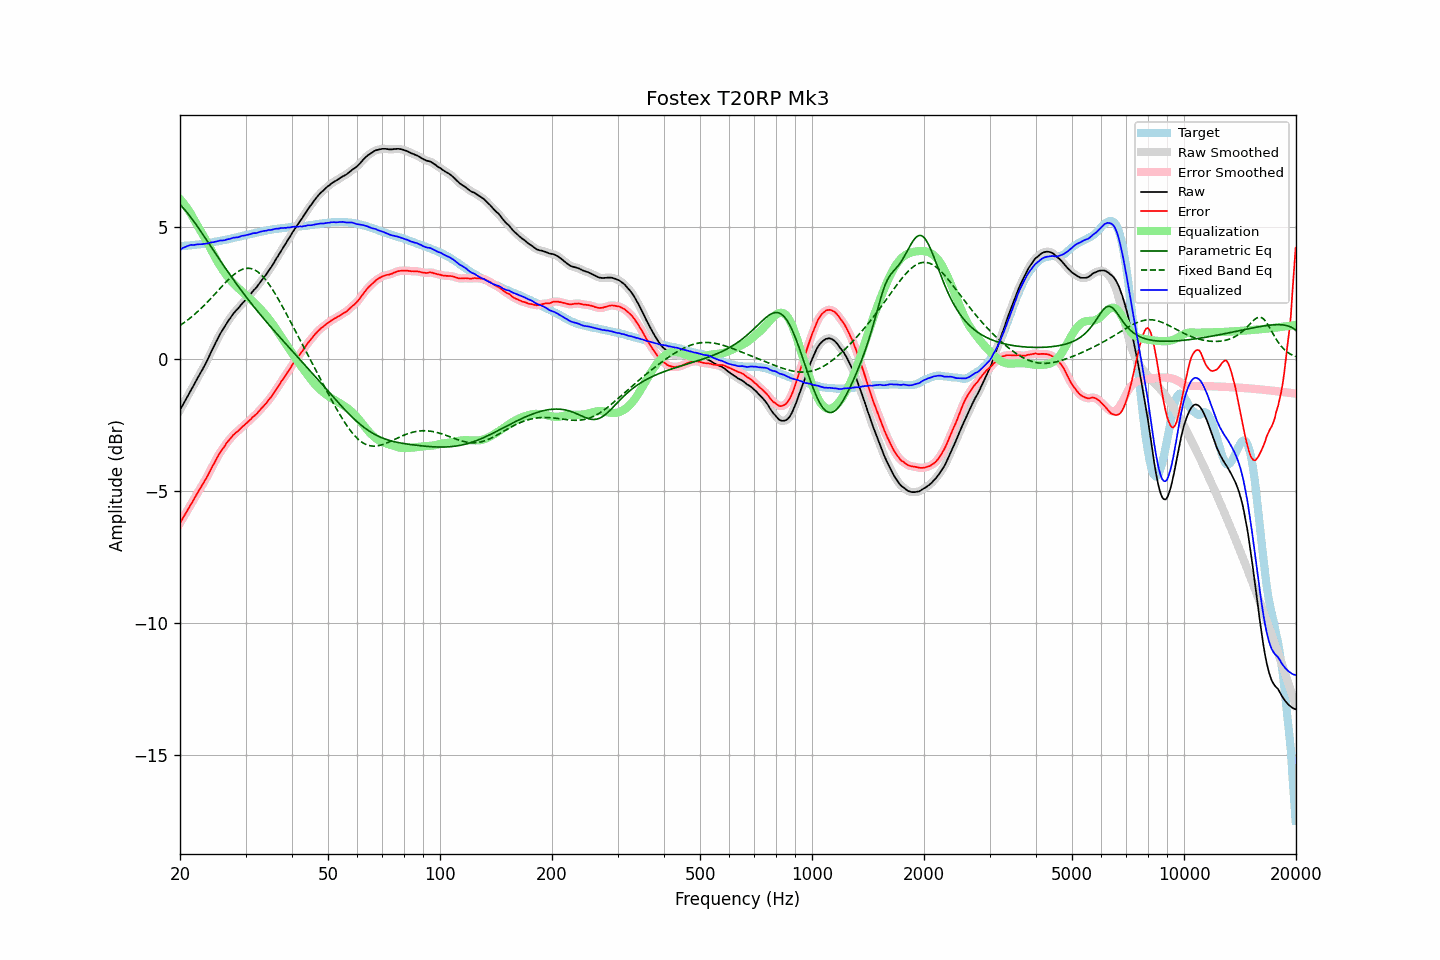 Fostex T20RP Mk3
Target
Raw Smoothed
Error Smoothed
Raw
Error
Equalization
Parametric Eq
Fixed Band Eq
Equalized
Amplitude (dBr)
5
0
−5
−10
−15
20 50 100 200 500 1000 2000 5000 10000 20000
Frequency (Hz)